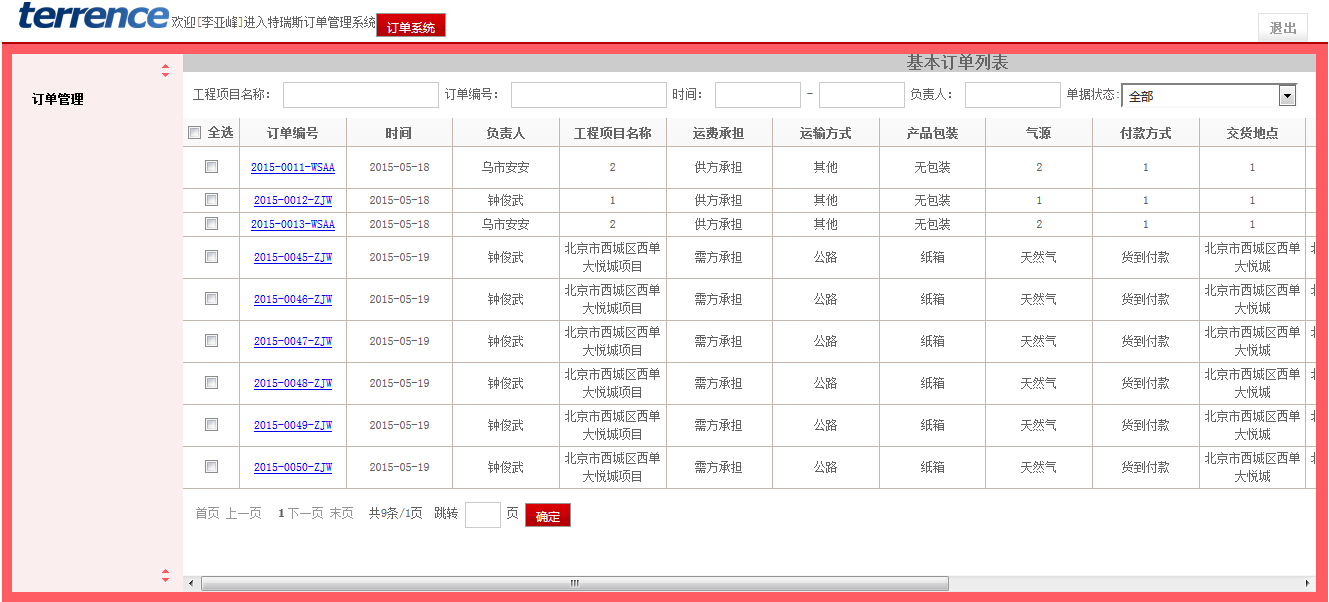 terrence 欢迎[李亚峰]进入特瑞斯订单管理系统 订单系统 退出
订单管理
基本订单列表
工程项目名称: 订单编号: 时间: - 负责人: 单据状态: 全部
全选 订单编号 时间 负责人 工程项目名称 运费承担 运输方式 产品包装 气源 付款方式 交货地点
2015-0011-WSAA 2015-05-18 乌市安安 2 供方承担 其他 无包装 2 1 1
2015-0012-ZJW 2015-05-18 钟俊武 1 供方承担 其他 无包装 1 1 1
2015-0013-WSAA 2015-05-18 乌市安安 2 供方承担 其他 无包装 2 1 1
2015-0045-ZJW 2015-05-19 钟俊武 北京市西城区西单大悦城项目 需方承担 公路 纸箱 天然气 货到付款 北京市西城区西单大悦城
2015-0046-ZJW 2015-05-19 钟俊武 北京市西城区西单大悦城项目 需方承担 公路 纸箱 天然气 货到付款 北京市西城区西单大悦城
2015-0047-ZJW 2015-05-19 钟俊武 北京市西城区西单大悦城项目 需方承担 公路 纸箱 天然气 货到付款 北京市西城区西单大悦城
2015-0048-ZJW 2015-05-19 钟俊武 北京市西城区西单大悦城项目 需方承担 公路 纸箱 天然气 货到付款 北京市西城区西单大悦城
2015-0049-ZJW 2015-05-19 钟俊武 北京市西城区西单大悦城项目 需方承担 公路 纸箱 天然气 货到付款 北京市西城区西单大悦城
2015-0050-ZJW 2015-05-19 钟俊武 北京市西城区西单大悦城项目 需方承担 公路 纸箱 天然气 货到付款 北京市西城区西单大悦城
首页 上一页 1 下一页 末页 共9条/1页 跳转 页 确定